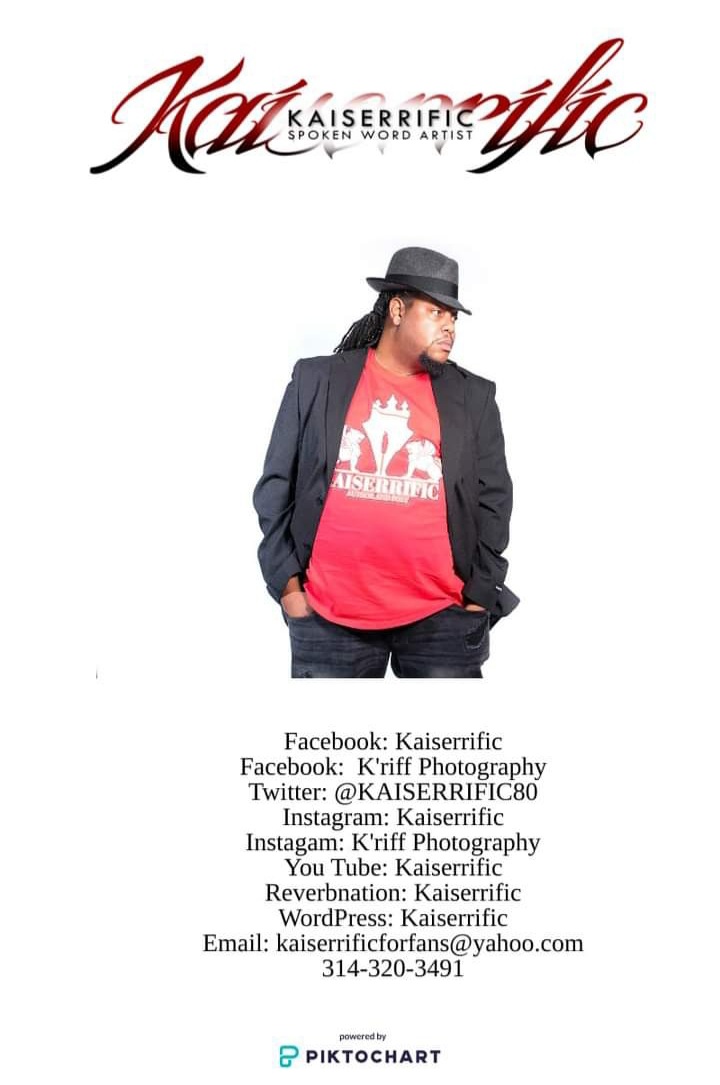 Kaiserrific
KAISERRIFIC
SPOKEN WORD ARTIST
AISERRIFIC
Facebook: Kaiserrific
Facebook:  K'riff Photography
Twitter: @KAISERRIFIC80
Instagram: Kaiserrific
Instagam: K'riff Photography
You Tube: Kaiserrific
Reverbnation: Kaiserrific
WordPress: Kaiserrific
Email: kaiserrificforfans@yahoo.com
314-320-3491
powered by
PIKTOCHART